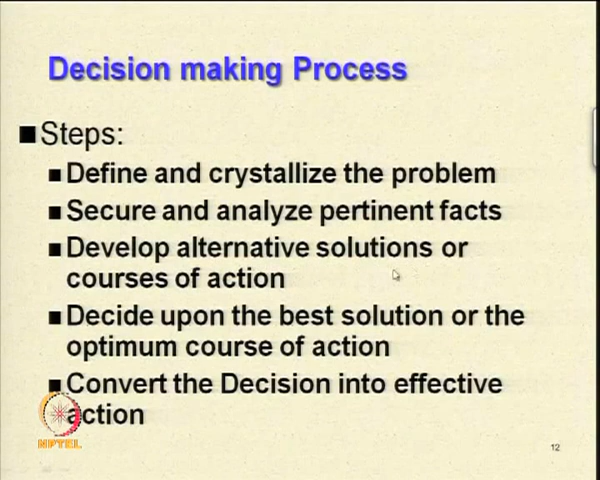 Decision making Process
Steps:
Define and crystallize the problem
Secure and analyze pertinent facts
Develop alternative solutions or
courses of action
Decide upon the best solution or the
optimum course of action
Convert the Decision into effective
action
NPTEL
12